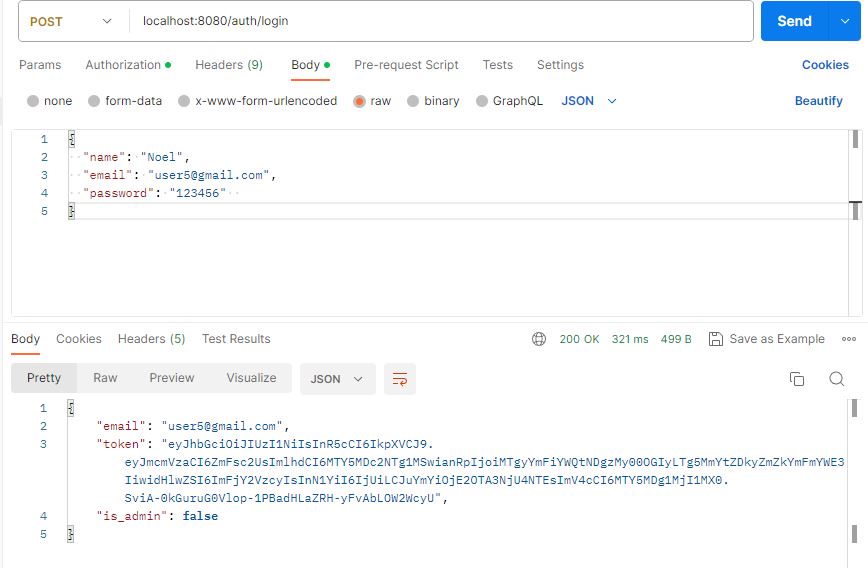 POST localhost:8080/auth/login Send
Params Authorization Headers (9) Body Pre-request Script Tests Settings Cookies
none form-data x-www-form-urlencoded raw binary GraphQL JSON Beautify
1 {
2 "name": "Noel",
3 "email": "user5@gmail.com",
4 "password": "123456"
5 }
Body Cookies Headers (5) Test Results 200 OK 321 ms 499 B Save as Example
Pretty Raw Preview Visualize JSON
1 {
2 "email": "user5@gmail.com",
3 "token": "eyJhbGciOiJIUzI1NiIsInR5cCI6IkpXVCJ9.
eyJmcmVzaCI6ZmFsc2UsImlhdCI6MTY5MDc2NTg1MSwianRpIjoiMTgyYmFiYWQtNDgzMy00OGIyLTg5MmYtZDkyZmZkYmFmYWE3
IiwidHlwZSI6ImFjY2VzcyIsInN1YiI6IjUiLCJuYmYiOjE2OTA3NjU4NTEsImV4cCI6MTY5MDg1MjI1MX0.
SviA-0kGuruG0Vlop-1PBadHLaZRH-yFvAbLOW2WcyU",
4 "is_admin": false
5 }